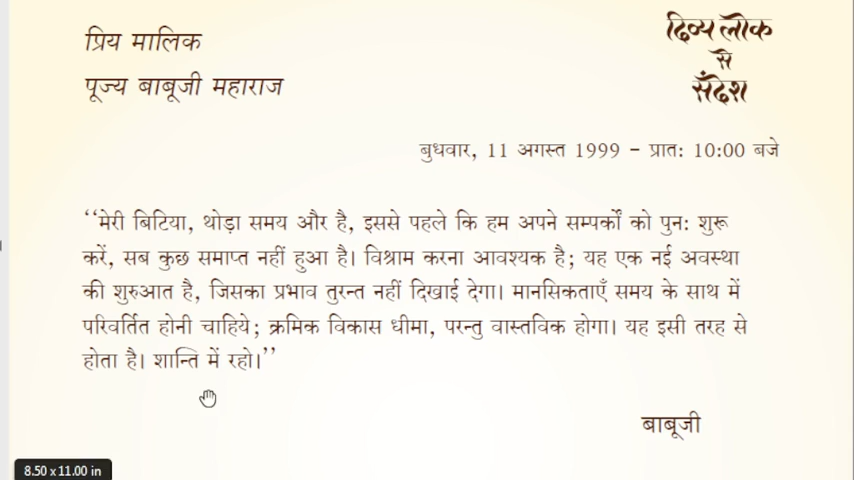 प्रिय मालिक
पूज्य बाबूजी महाराज
दिव्य लोक
से
संदेश
बुधवार, 11 अगस्त 1999 - प्रात: 10:00 बजे
‘‘मेरी बिटिया, थोड़ा समय और है, इससे पहले कि हम अपने सम्पर्कों को पुन: शुरू
करें, सब कुछ समाप्त नहीं हुआ है। विश्राम करना आवश्यक है; यह एक नई अवस्था
की शुरुआत है, जिसका प्रभाव तुरन्त नहीं दिखाई देगा। मानसिकताएँ समय के साथ में
परिवर्तित होनी चाहिये; क्रमिक विकास धीमा, परन्तु वास्तविक होगा। यह इसी तरह से
होता है। शान्ति में रहो।’’
बाबूजी
8.50 x 11.00 in